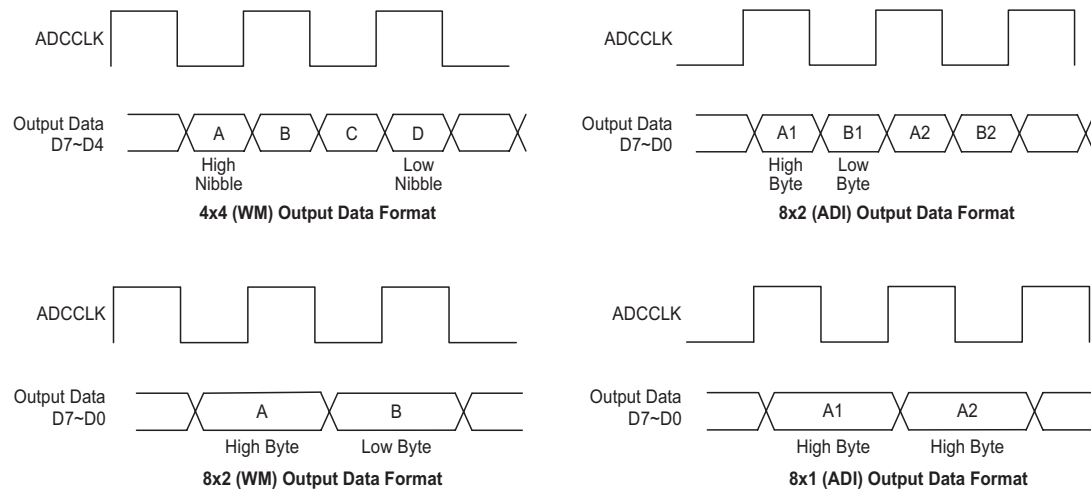 ADCCLK
Output Data
D7~D4
A B C D
High
Nibble
Low
Nibble
4x4 (WM) Output Data Format
ADCCLK
Output Data
D7~D0
A1 B1 A2 B2
High
Byte
Low
Byte
8x2 (ADI) Output Data Format
ADCCLK
Output Data
D7~D0
A B
High Byte Low Byte
8x2 (WM) Output Data Format
ADCCLK
Output Data
D7~D0
A1 A2
High Byte High Byte
8x1 (ADI) Output Data Format